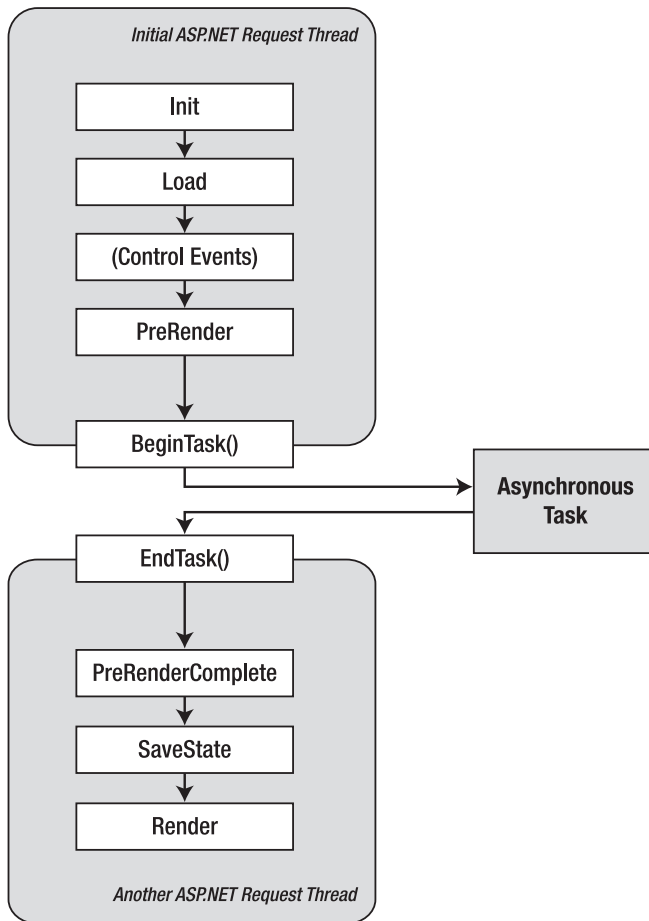 Initial ASP.NET Request Thread
Init
Load
(Control Events)
PreRender
BeginTask()
Asynchronous
Task
EndTask()
PreRenderComplete
SaveState
Render
Another ASP.NET Request Thread